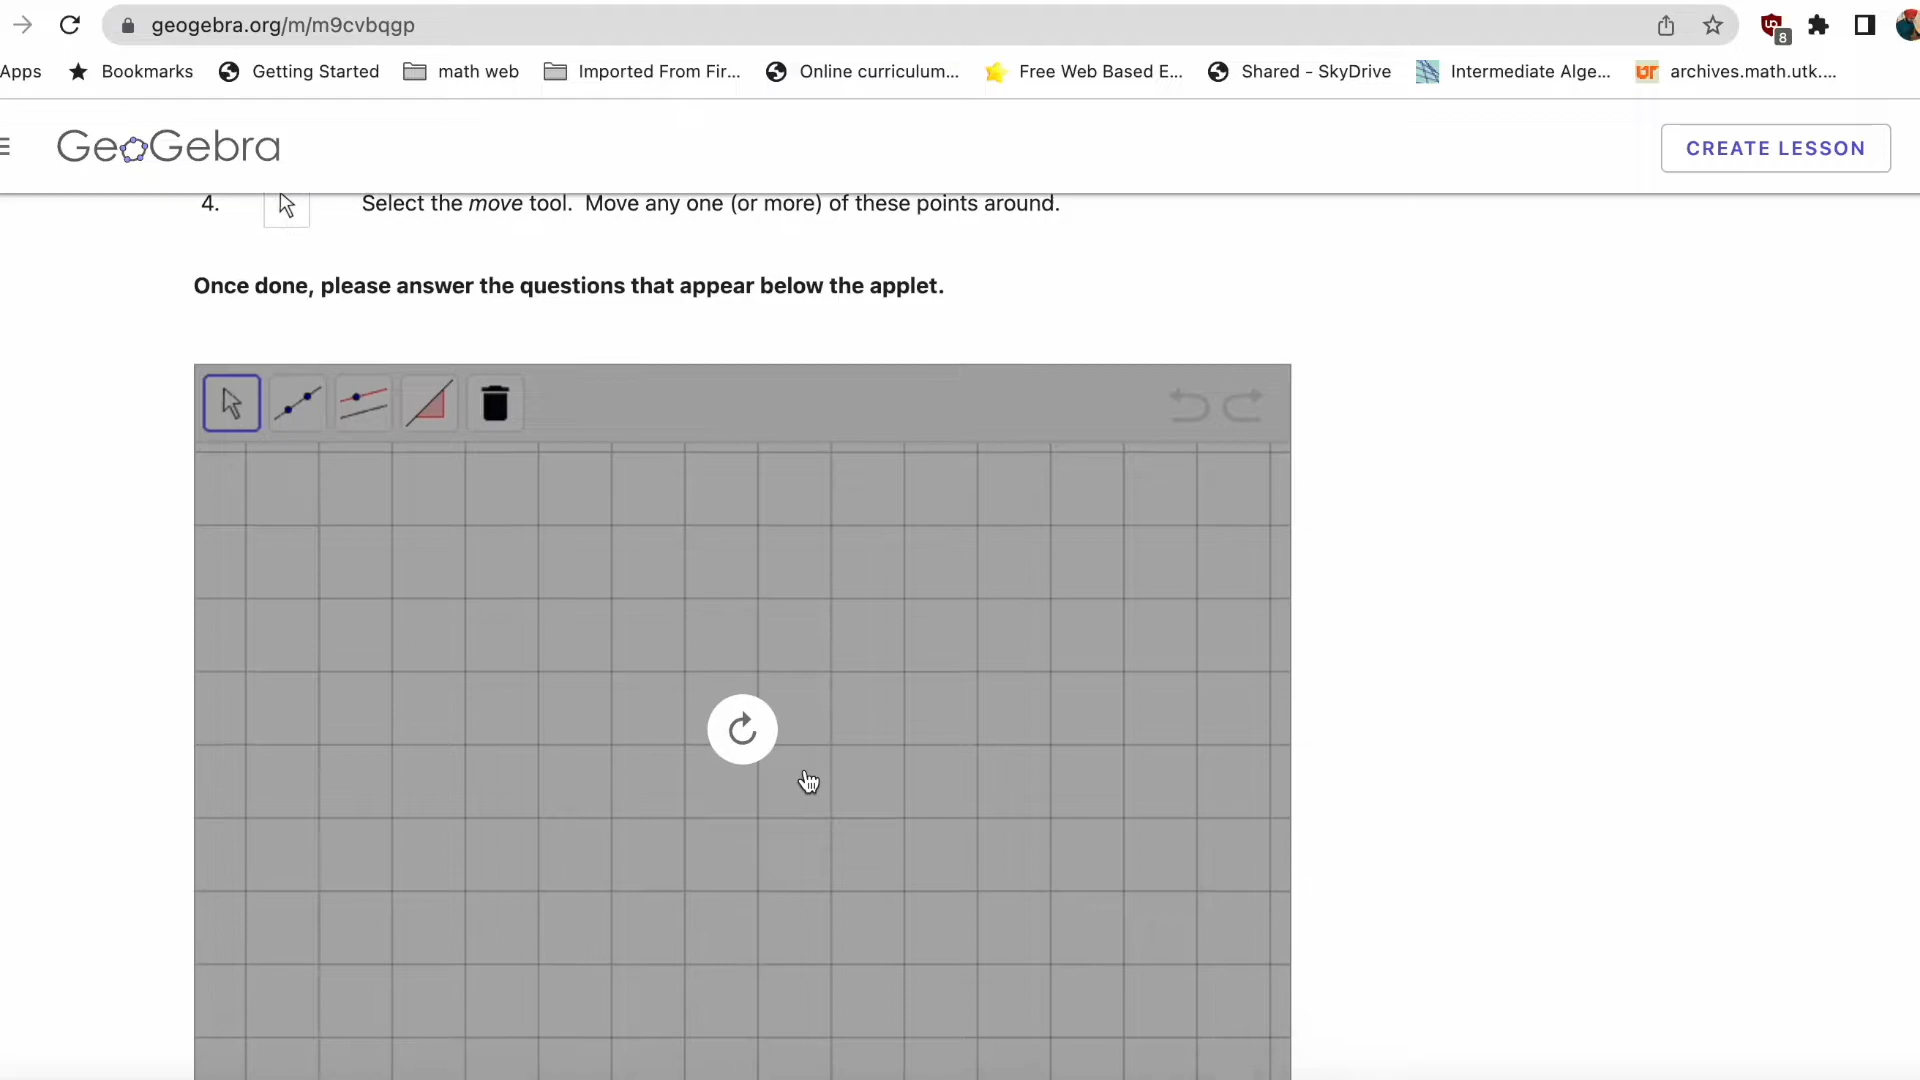 geogebra.org/m/m9cvbqgp
8
Apps Bookmarks Getting Started math web Imported From Fir... Online curriculum... Free Web Based E... Shared - SkyDrive Intermediate Alge... archives.math.utk....
GeoGebra
CREATE LESSON
4. Select the move tool. Move any one (or more) of these points around.
Once done, please answer the questions that appear below the applet.